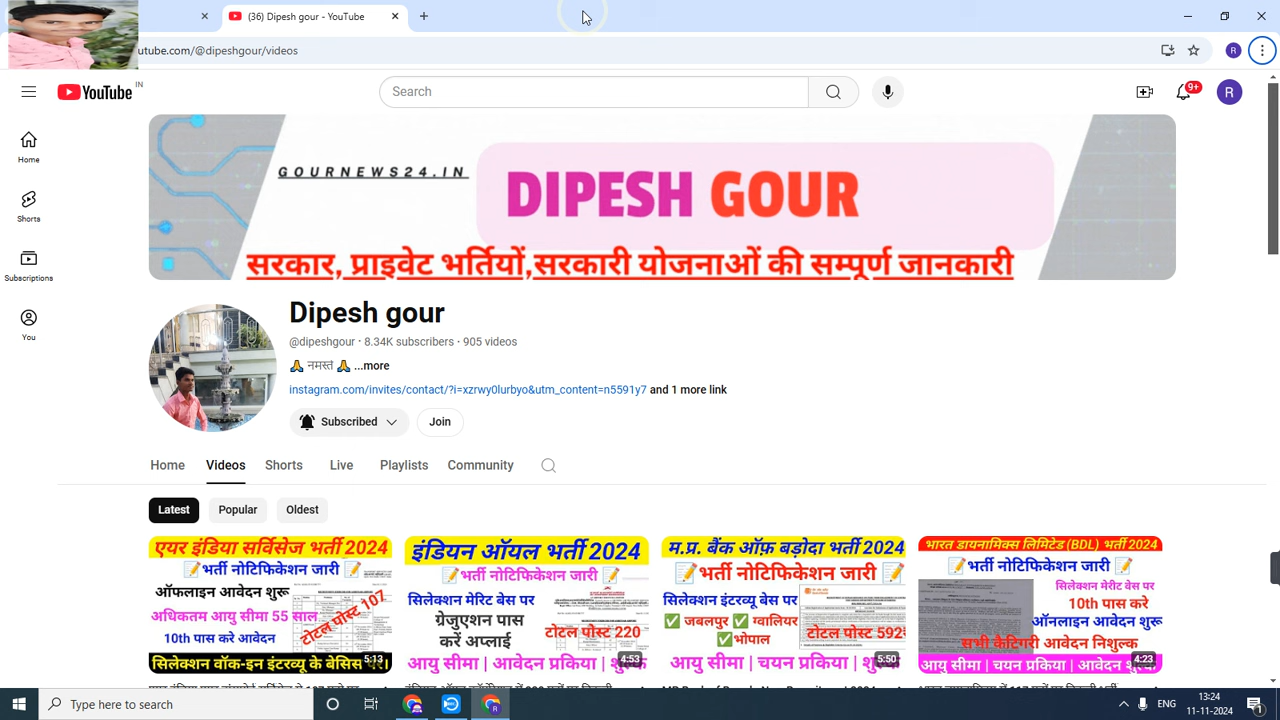 (36) Dipesh gour - YouTube
utube.com/@dipeshgour/videos
R
YouTube
IN
Search
9+
R
Home
Shorts
Subscriptions
You
GOURNEWS24.IN
DIPESH GOUR
सरकार, प्राइवेट भर्तियों,सरकारी योजनाओं की सम्पूर्ण जानकारी
Dipesh gour
@dipeshgour · 8.34K subscribers · 905 videos
🙏 नमस्ते 🙏 ...more
instagram.com/invites/contact/?i=xzrwy0lurbyo&utm_content=n5591y7 and 1 more link
Subscribed
Join
Home Videos Shorts Live Playlists Community
Latest Popular Oldest
एयर इंडिया सर्विसेज भर्ती 2024
📝भर्ती नोटिफिकेशन जारी 📝
ऑफलाइन आवेदन
अधिकतम आयु सीमा 55 साल
10th पास करे आवेदन
सिलेक्शन वॉक-इन इंटरव्यू के बेसिस
5:13
इंडियन ऑयल भर्ती 2024
भर्ती नोटिफिकेशन जारी 📝
सिलेक्शन मेरिट बेस पर
ग्रेजुएशन पास
करें अप्लाई
टोटल पोस्ट
आयु सीमा | आवेदन प्रकिया |
4:53
म.प्र. बैंक ऑफ़ बड़ोदा भर्ती 2024
📝भर्ती नोटिफिकेशन जारी 📝
सिलेक्शन इंटरव्यू बेस पर
✅ जबलपुर ✅ ग्वालियर
✅भोपाल
टोटल पोस्ट 592
आयु सीमा | चयन प्रकिया |
5:50
भारत डायनामिक्स लिमिटेड (BDL) भर्ती 2024
📝भर्ती नोटिफिकेशन जारी 📝
सिलेक्शन मेरीट बेस पर
10th पास करे
ऑनलाइन आवेदन शुरू
सभी कैटिगरी आवेदन निशुल्क
आयु सीमा | चयन प्रकिया | आवेदन
4:23
Type here to search
ENG
13:24
11-11-2024